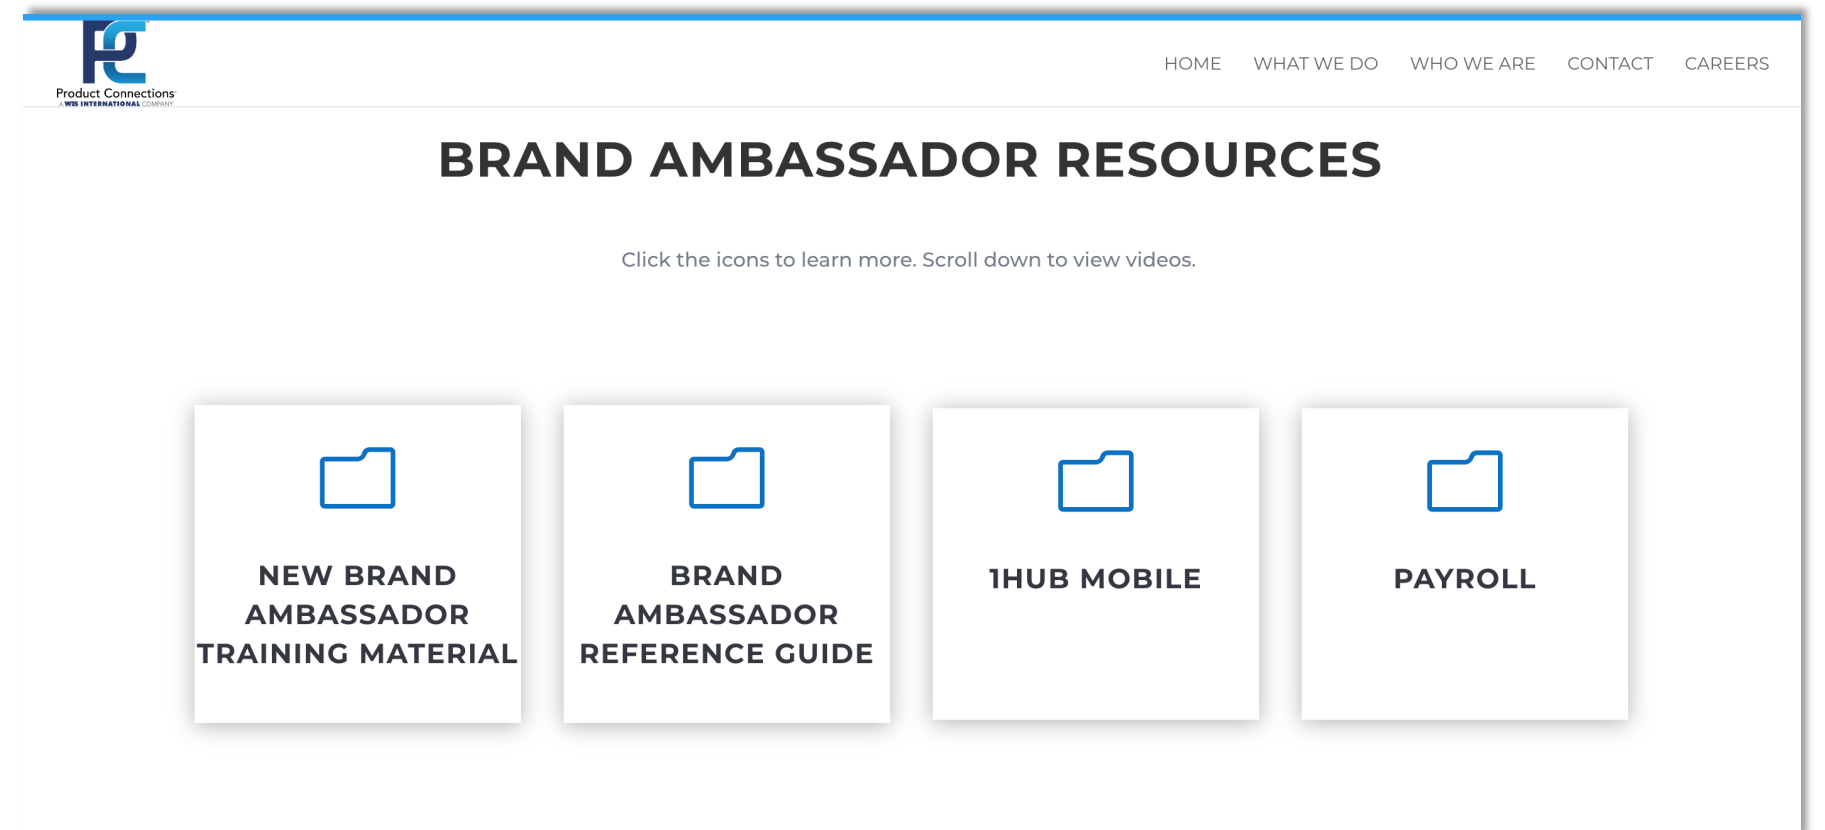 Product Connections
A WIS INTERNATIONAL COMPANY
HOME WHAT WE DO WHO WE ARE CONTACT CAREERS
BRAND AMBASSADOR RESOURCES
Click the icons to learn more. Scroll down to view videos.
NEW BRAND
AMBASSADOR
TRAINING MATERIAL
BRAND
AMBASSADOR
REFERENCE GUIDE
1HUB MOBILE
PAYROLL